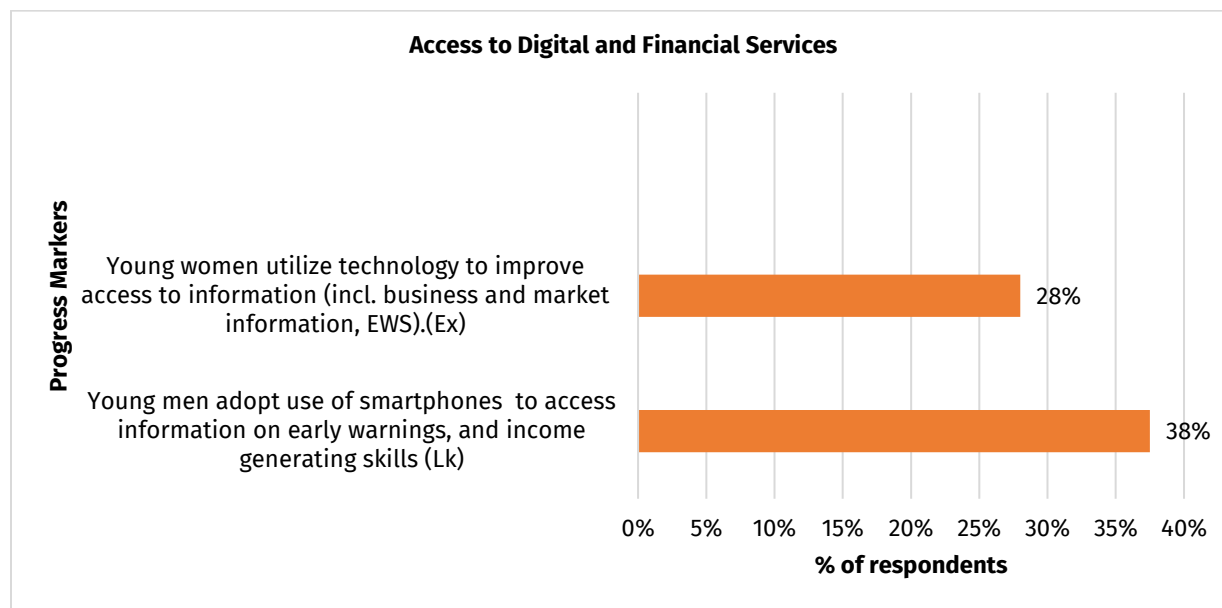 Access to Digital and Financial Services
Progress Markers
Young women utilize technology to improve
access to information (incl. business and market
information, EWS).(Ex)
28%
Young men adopt use of smartphones  to access
information on early warnings, and income
generating skills (Lk)
38%
0% 5% 10% 15% 20% 25% 30% 35% 40%
% of respondents